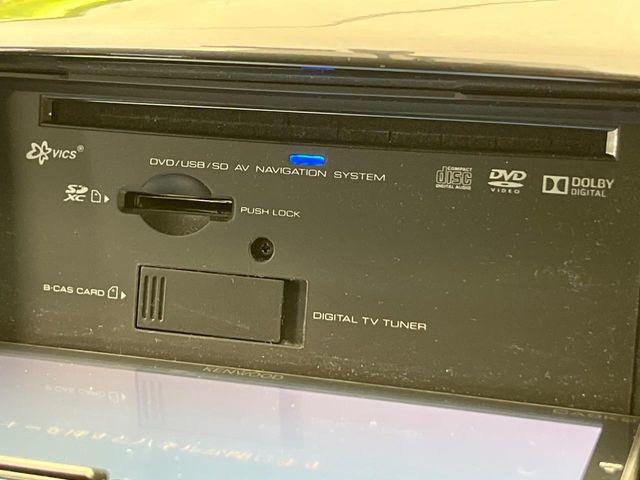 VICS®
DVD/USB/SD AV NAVIGATION SYSTEM
COMPACT
disc
DIGITAL AUDIO
DVD
VIDEO
DOLBY
DIGITAL
SD
XC
PUSH LOCK
B-CAS CARD
DIGITAL TV TUNER
KENWOOD